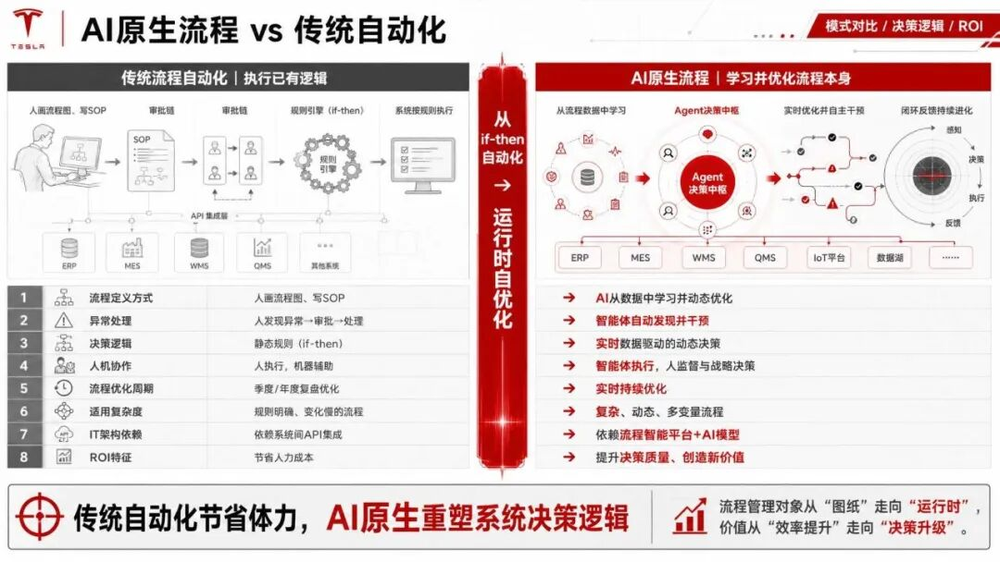 TESLA
AI原生流程 vs 传统自动化
模式对比 / 决策逻辑 / ROI
传统流程自动化 | 执行已有逻辑
人画流程图、写SOP
审批链
审批链
规则引擎（if-then）
系统按规则执行
SOP
规则
引擎
API 集成层
ERP
MES
WMS
QMS
其他系统
从
if-then
自动化
→
运行时自优化
AI原生流程 | 学习并优化流程本身
从流程数据中学习
Agent决策中枢
实时优化并自主干预
闭环反馈持续进化
Agent
决策中枢
感知
决策
执行
反馈
ERP
MES
WMS
QMS
IoT平台
数据湖
……
1 流程定义方式 人画流程图、写SOP → AI从数据中学习并动态优化
2 异常处理 人发现异常→审批→处理 → 智能体自动发现并干预
3 决策逻辑 静态规则（if-then） → 实时数据驱动的动态决策
4 人机协作 人执行，机器辅助 → 智能体执行，人监督与战略决策
5 流程优化周期 季度/年度复盘优化 → 实时持续优化
6 适用复杂度 规则明确、变化慢的流程 → 复杂、动态、多变量流程
7 API IT架构依赖 依赖系统间API集成 → 依赖流程智能平台+AI模型
8 ROI特征 节省人力成本 → 提升决策质量、创造新价值
传统自动化节省体力，AI原生重塑系统决策逻辑
流程管理对象从“图纸”走向“运行时”，
价值从“效率提升”走向“决策升级”。